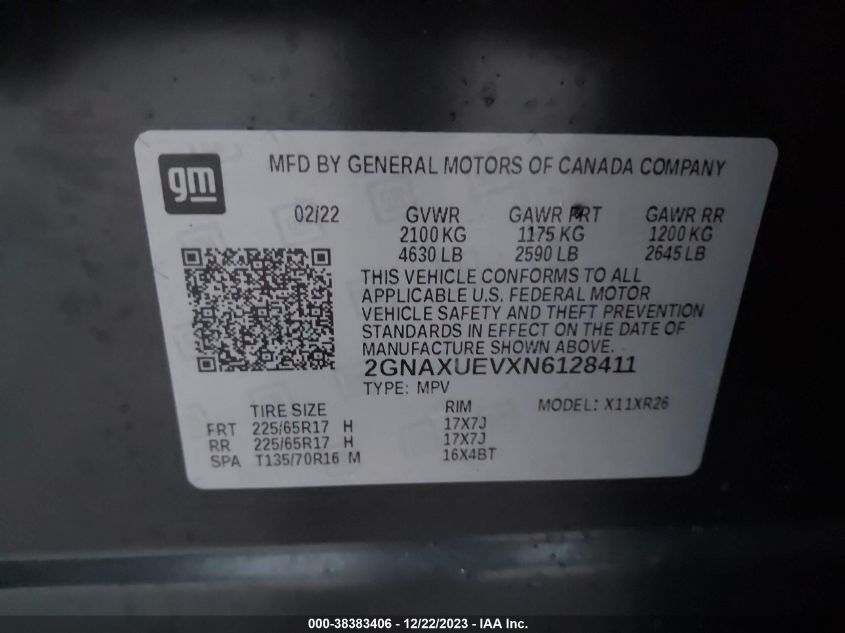 gm
MFD BY GENERAL MOTORS OF CANADA COMPANY
02/22 GVWR GAWR FRT GAWR RR
2100 KG 1175 KG 1200 KG
4630 LB 2590 LB 2645 LB
THIS VEHICLE CONFORMS TO ALL
APPLICABLE U.S. FEDERAL MOTOR
VEHICLE SAFETY AND THEFT PREVENTION
STANDARDS IN EFFECT ON THE DATE OF
MANUFACTURE SHOWN ABOVE.
2GNAXUEVXN6128411
TYPE: MPV
TIRE SIZE RIM MODEL: X11XR26
FRT 225/65R17 H 17X7J
RR 225/65R17 H 17X7J
SPA T135/70R16 M 16X4BT
000-38383406 - 12/22/2023 - IAA Inc.